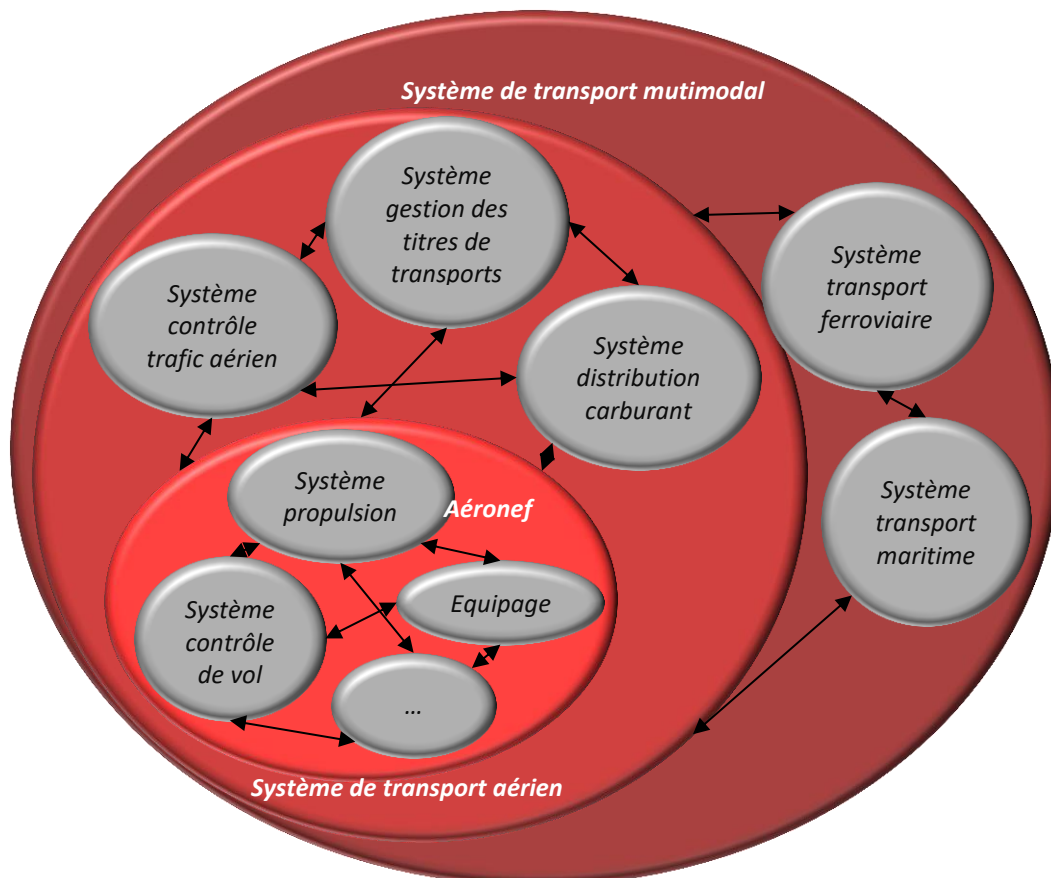 Système de transport mutimodal
Système
gestion des
titres de
transports
Système
contrôle
trafic aérien
Système
transport
ferroviaire
Système
distribution
carburant
Système
propulsion
Aéronef
Système
transport
maritime
Equipage
Système
contrôle
de vol
...
Système de transport aérien